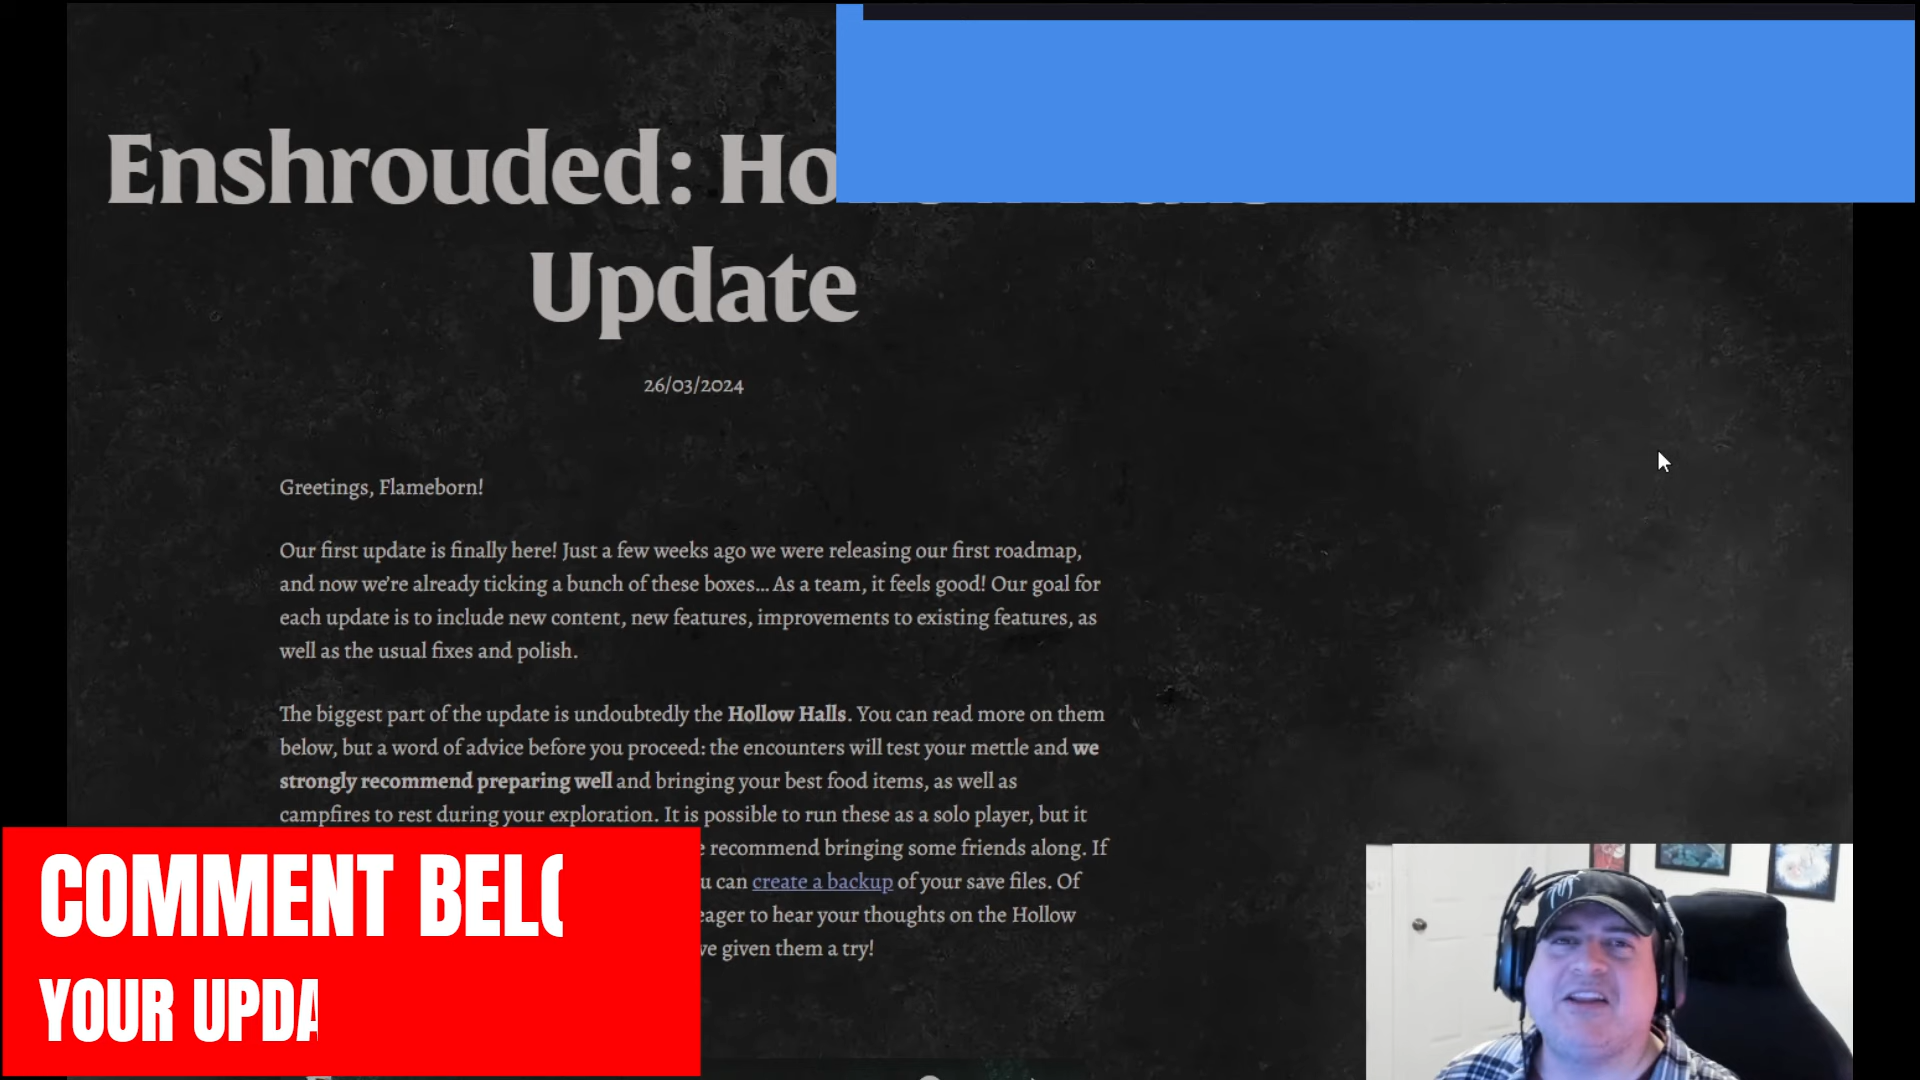 Enshrouded: Ho
Update
26/03/2024
Greetings, Flameborn!
Our first update is finally here! Just a few weeks ago we were releasing our first roadmap,
and now we're already ticking a bunch of these boxes... As a team, it feels good! Our goal for
each update is to include new content, new features, improvements to existing features, as
well as the usual fixes and polish.
The biggest part of the update is undoubtedly the Hollow Halls. You can read more on them
below, but a word of advice before you proceed: the encounters will test your mettle and we
strongly recommend preparing well and bringing your best food items, as well as
campfires to rest during your exploration. It is possible to run these as a solo player, but it
recommend bringing some friends along. If
can create a backup of your save files. Of
eager to hear your thoughts on the Hollow
given them a try!
COMMENT BELO
YOUR UPDA